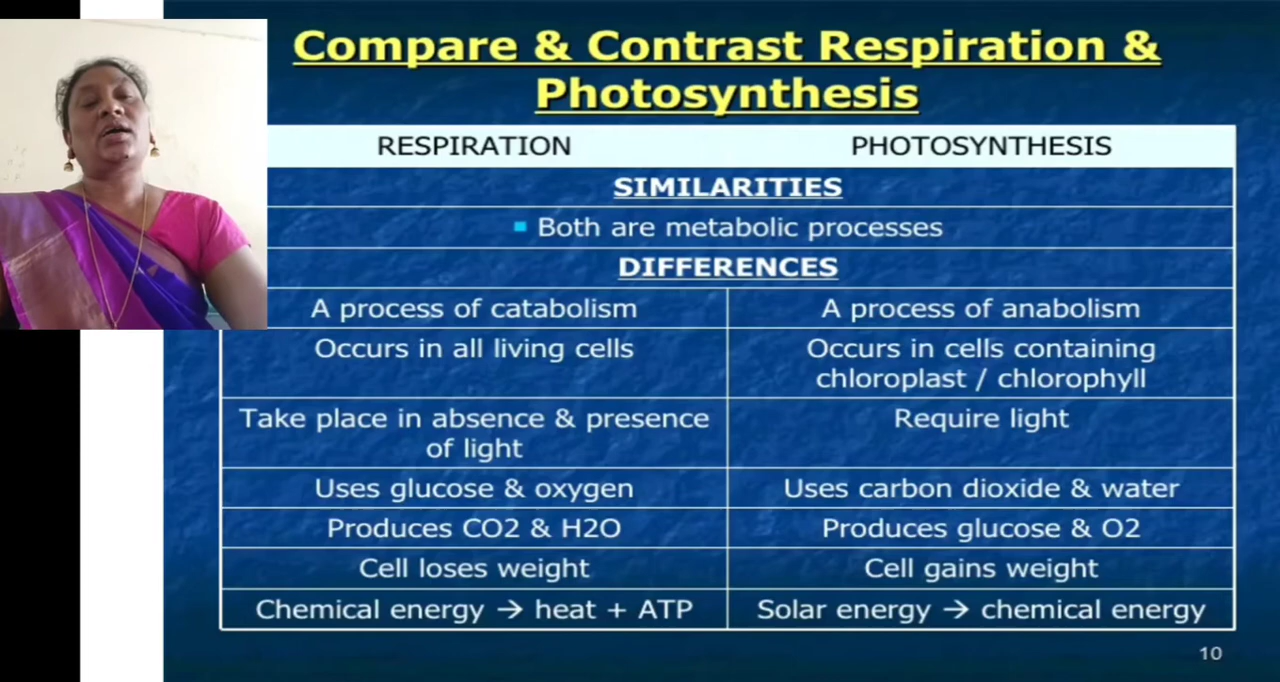 Compare & Contrast Respiration &
Photosynthesis
RESPIRATION PHOTOSYNTHESIS
SIMILARITIES
Both are metabolic processes
DIFFERENCES
A process of catabolism A process of anabolism
Occurs in all living cells Occurs in cells containing
chloroplast / chlorophyll
Take place in absence & presence Require light
of light
Uses glucose & oxygen Uses carbon dioxide & water
Produces CO2 & H2O Produces glucose & O2
Cell loses weight Cell gains weight
Chemical energy → heat + ATP Solar energy → chemical energy
10